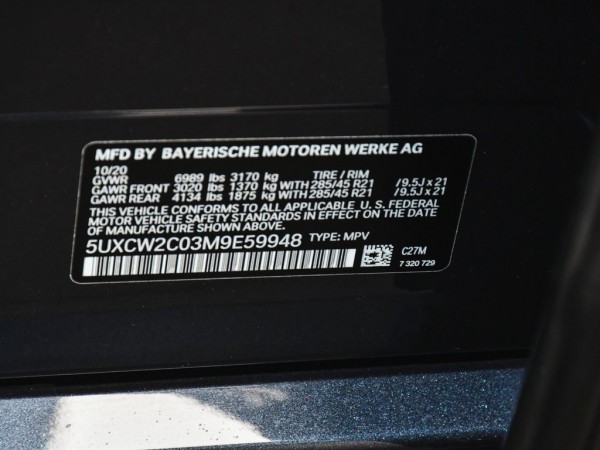 MFD BY BAYERISCHE MOTOREN WERKE AG
10/20 TIRE / RIM
GVWR 6989 lbs 3170 kg
GAWR FRONT 3020 lbs 1370 kg WITH 285/45 R21 /9.5J x 21
GAWR REAR 4134 lbs 1875 kg WITH 285/45 R21 /9.5J x 21
THIS VEHICLE CONFORMS TO ALL APPLICABLE U. S. FEDERAL
MOTOR VEHICLE SAFETY STANDARDS IN EFFECT ON THE DATE
OF MANUFACTURE SHOWN ABOVE.
5UXCW2C03M9E59948 TYPE: MPV
C27M
7 320 729